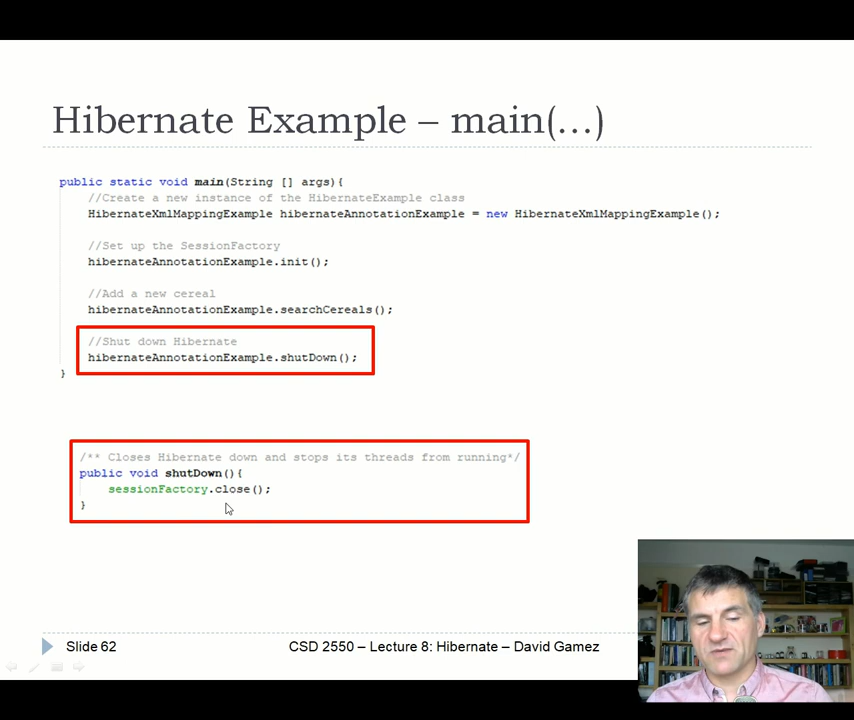 Hibernate Example – main(…)
public static void main(String [] args){
//Create a new instance of the HibernateExample class
HibernateXmlMappingExample hibernateAnnotationExample = new HibernateXmlMappingExample();
//Set up the SessionFactory
hibernateAnnotationExample.init();
//Add a new cereal
hibernateAnnotationExample.searchCereals();
//Shut down Hibernate
hibernateAnnotationExample.shutDown();
}
/** Closes Hibernate down and stops its threads from running*/
public void shutDown(){
sessionFactory.close();
}
Slide 62
CSD 2550 – Lecture 8: Hibernate – David Gamez